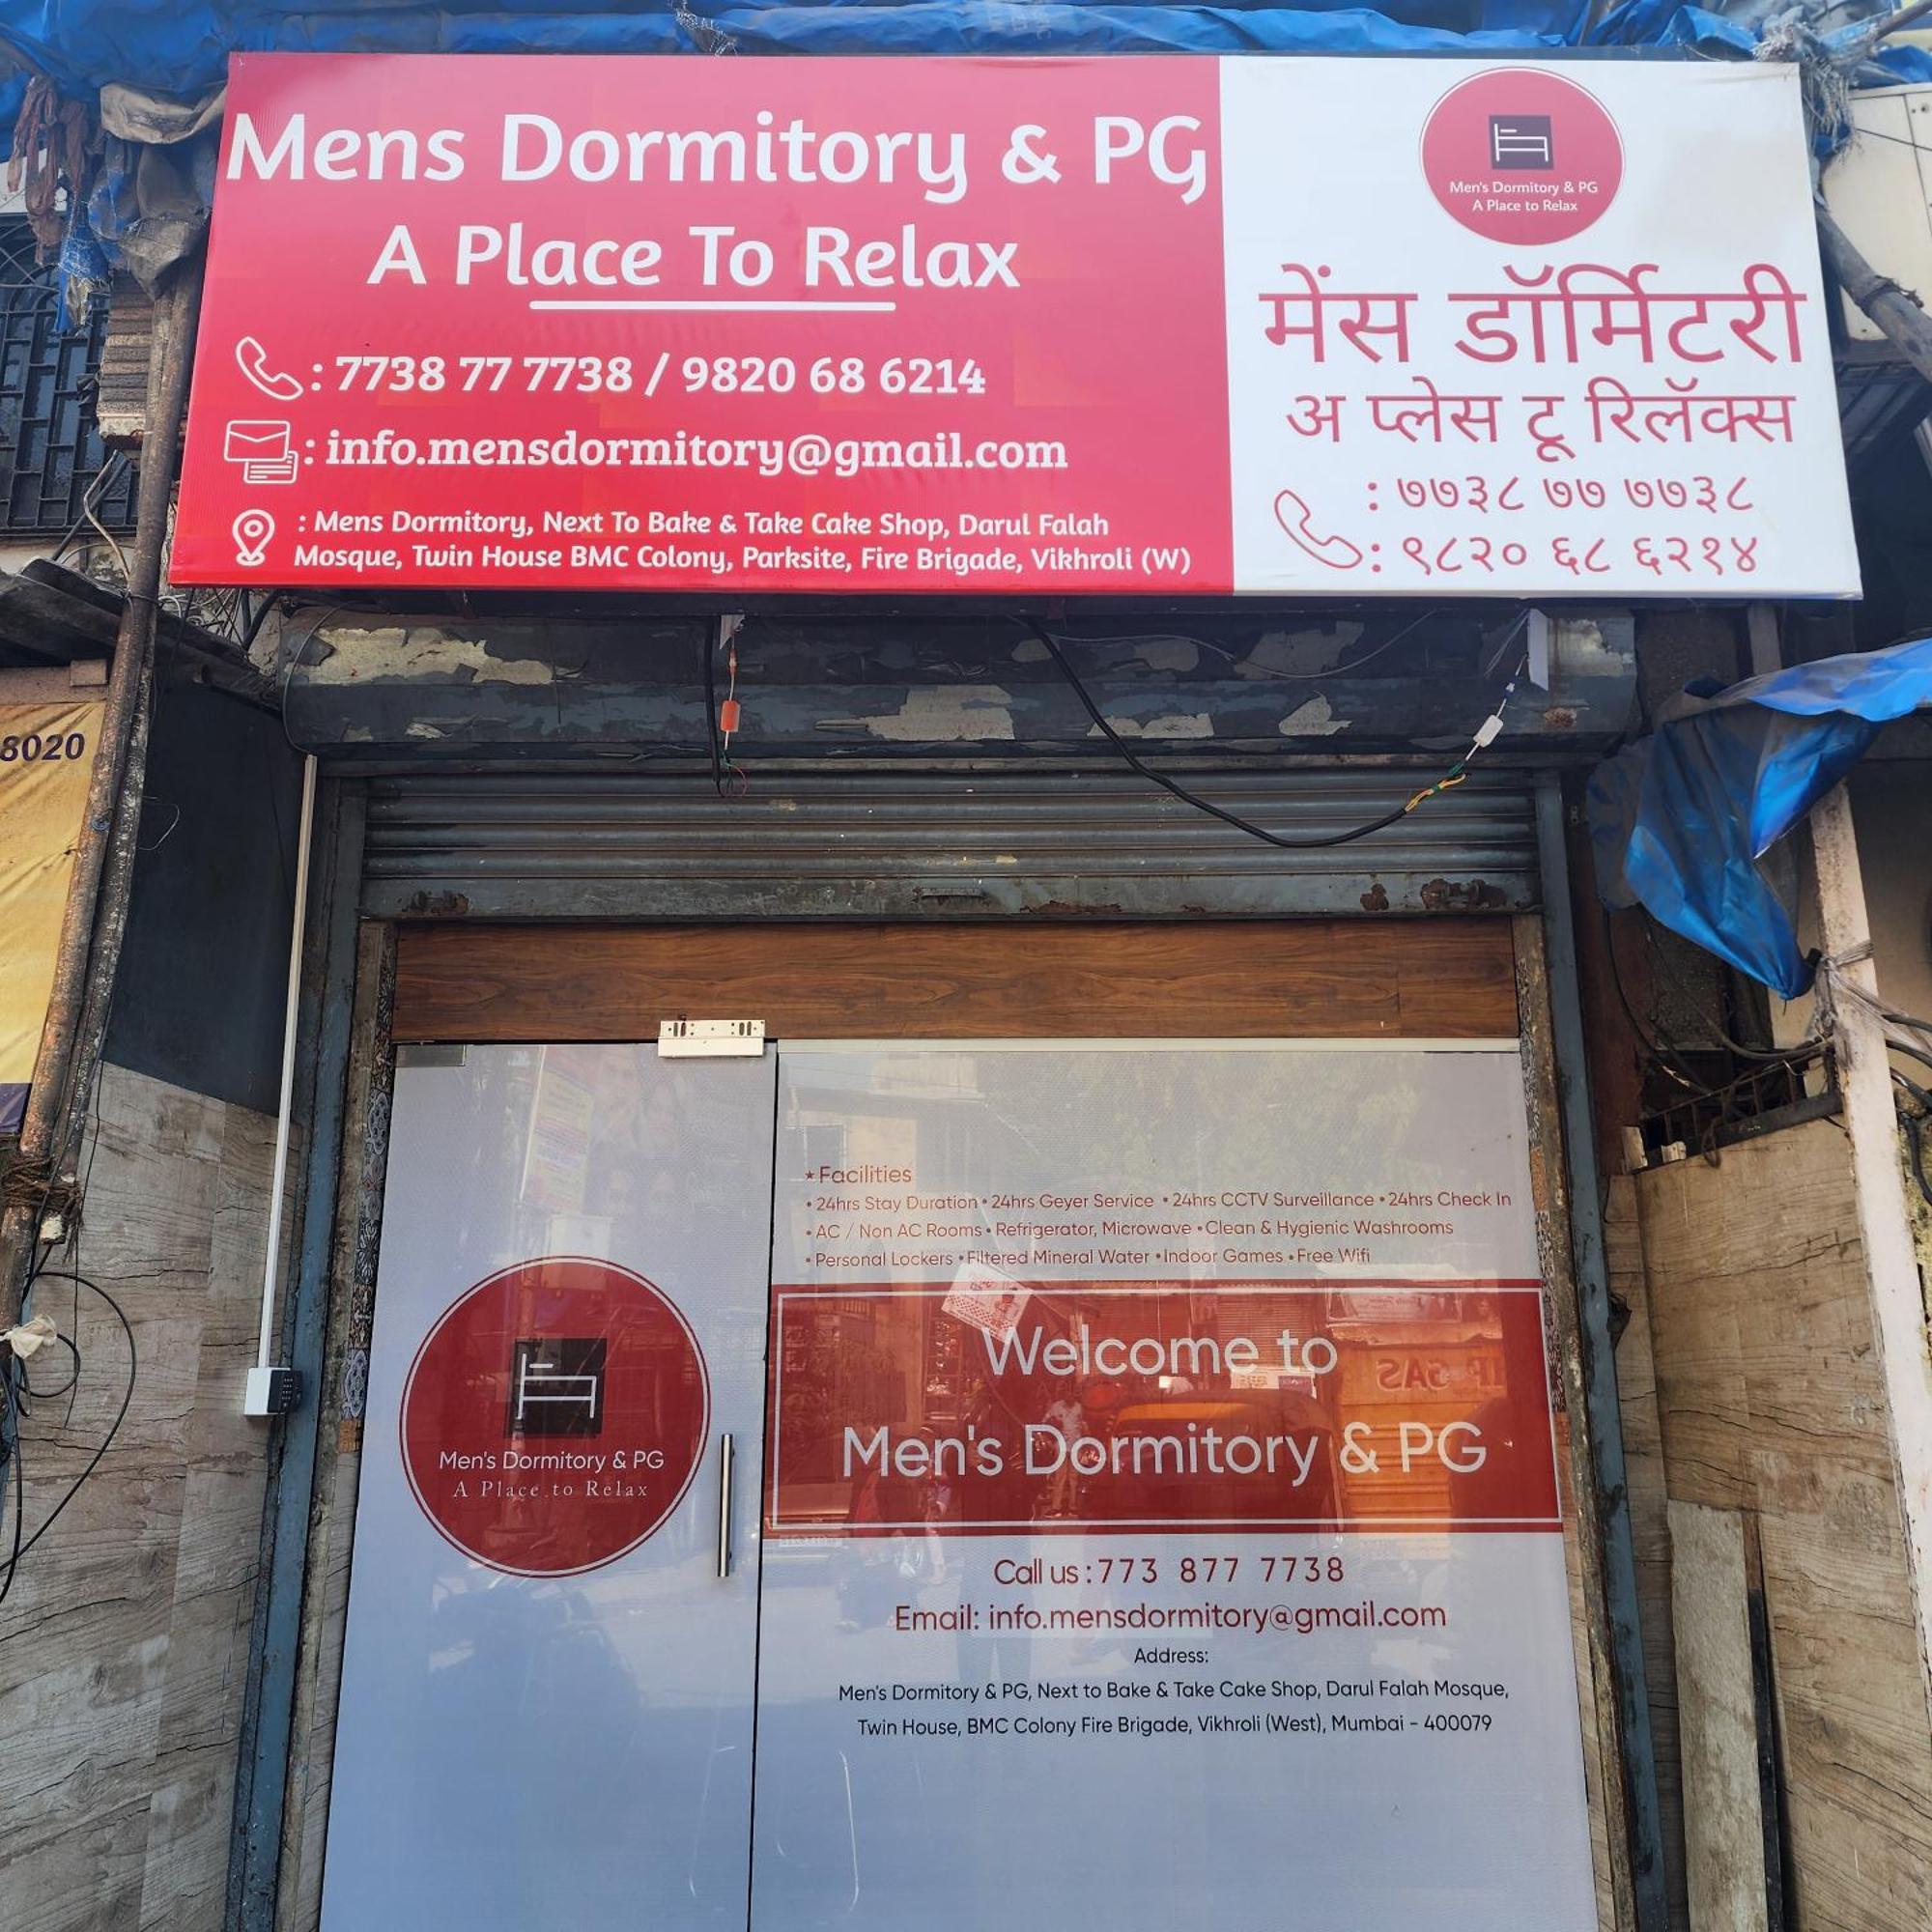 Mens Dormitory & PG
A Place To Relax
: 7738 77 7738 / 9820 68 6214
: info.mensdormitory@gmail.com
: Mens Dormitory, Next To Bake & Take Cake Shop, Darul Falah
Mosque, Twin House BMC Colony, Parksite, Fire Brigade, Vikhroli (W)
Men's Dormitory & PG
A Place to Relax
मेंस डॉर्मिटरी
अ प्लेस टू रिलॅक्स
: ७७३८ ७७ ७७३८
: ९८२० ६८ ६२१४
8020
★ Facilities
• 24hrs Stay Duration • 24hrs Geyer Service • 24hrs CCTV Surveillance • 24hrs Check In
• AC / Non AC Rooms • Refrigerator, Microwave • Clean & Hygienic Washrooms
• Personal Lockers • Filtered Mineral Water • Indoor Games • Free Wifi
Men's Dormitory & PG
A Place to Relax
Welcome to
Men's Dormitory & PG
Call us : 773 877 7738
Email: info.mensdormitory@gmail.com
Address:
Men's Dormitory & PG, Next to Bake & Take Cake Shop, Darul Falah Mosque,
Twin House, BMC Colony Fire Brigade, Vikhroli (West), Mumbai - 400079